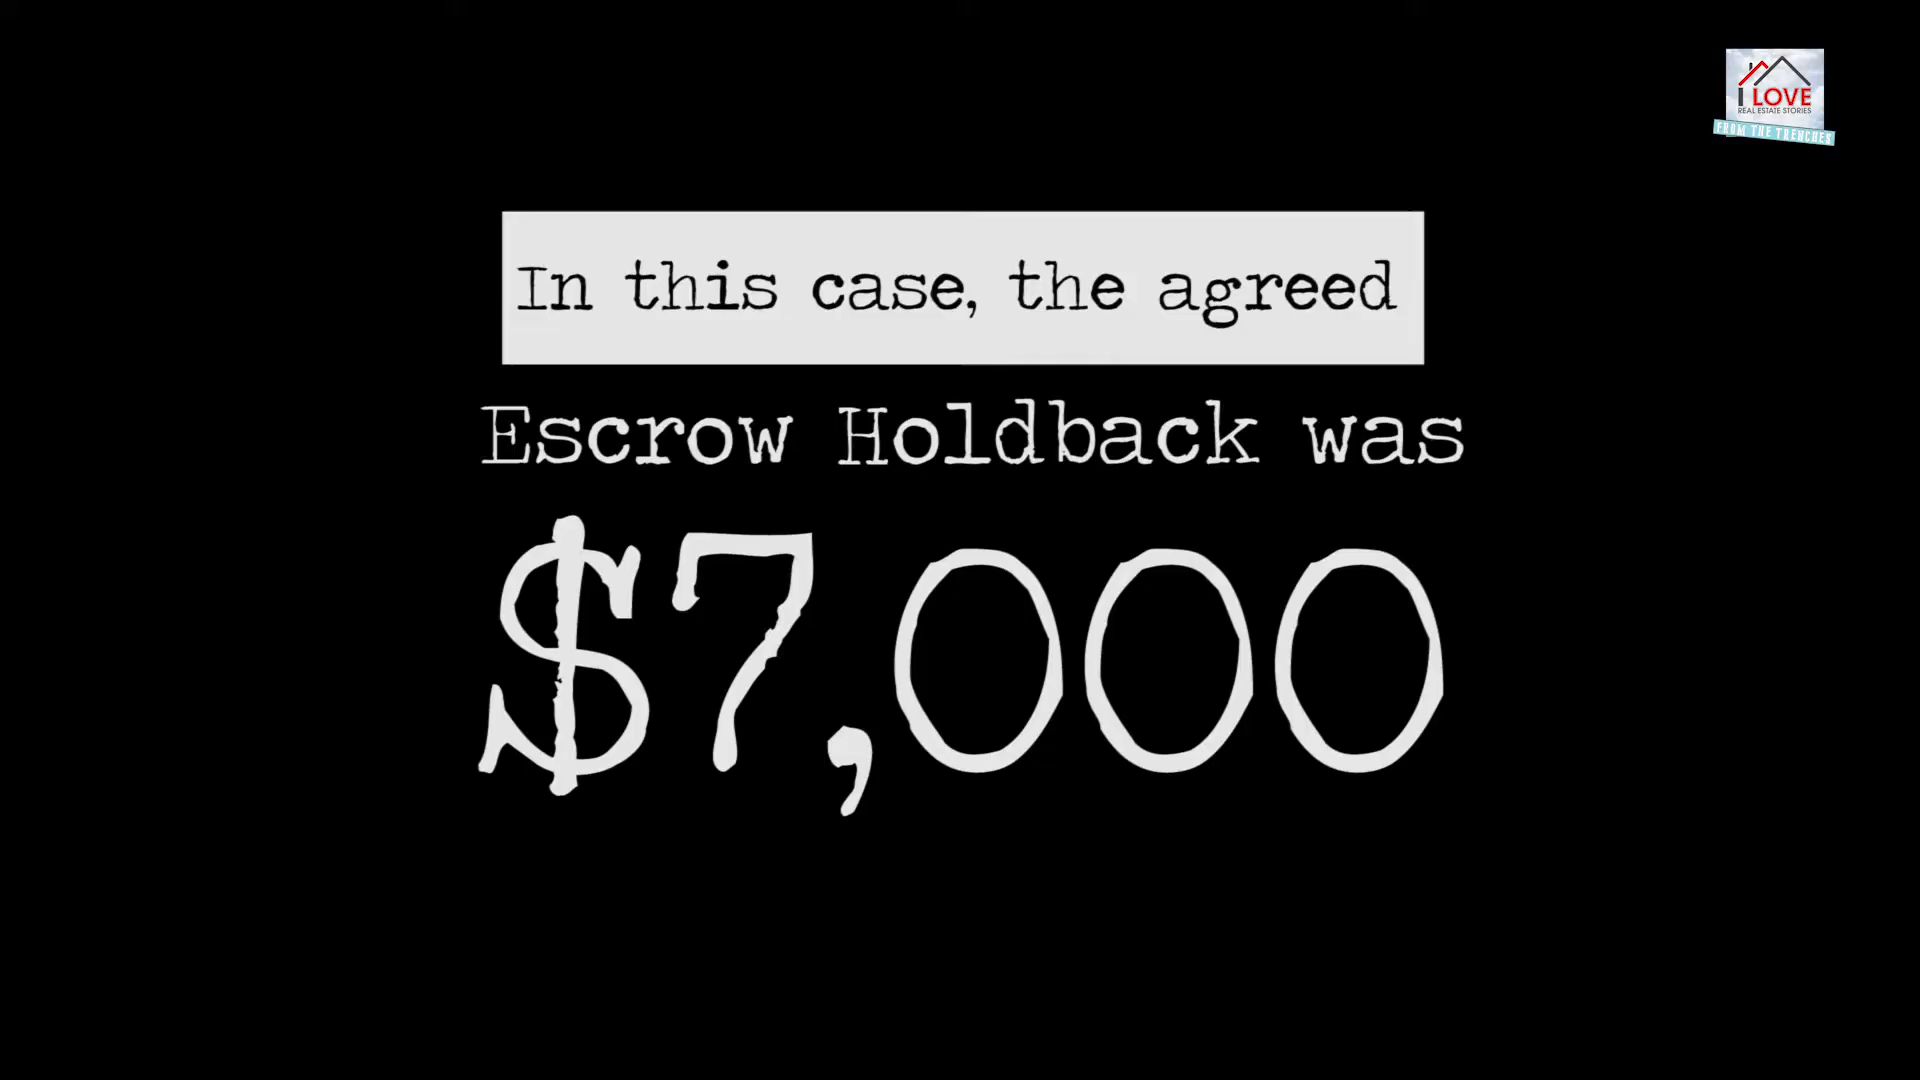 I LOVE
REAL ESTATE STORIES
FROM THE TRENCHES
In this case, the agreed
Escrow Holdback was
$7,000